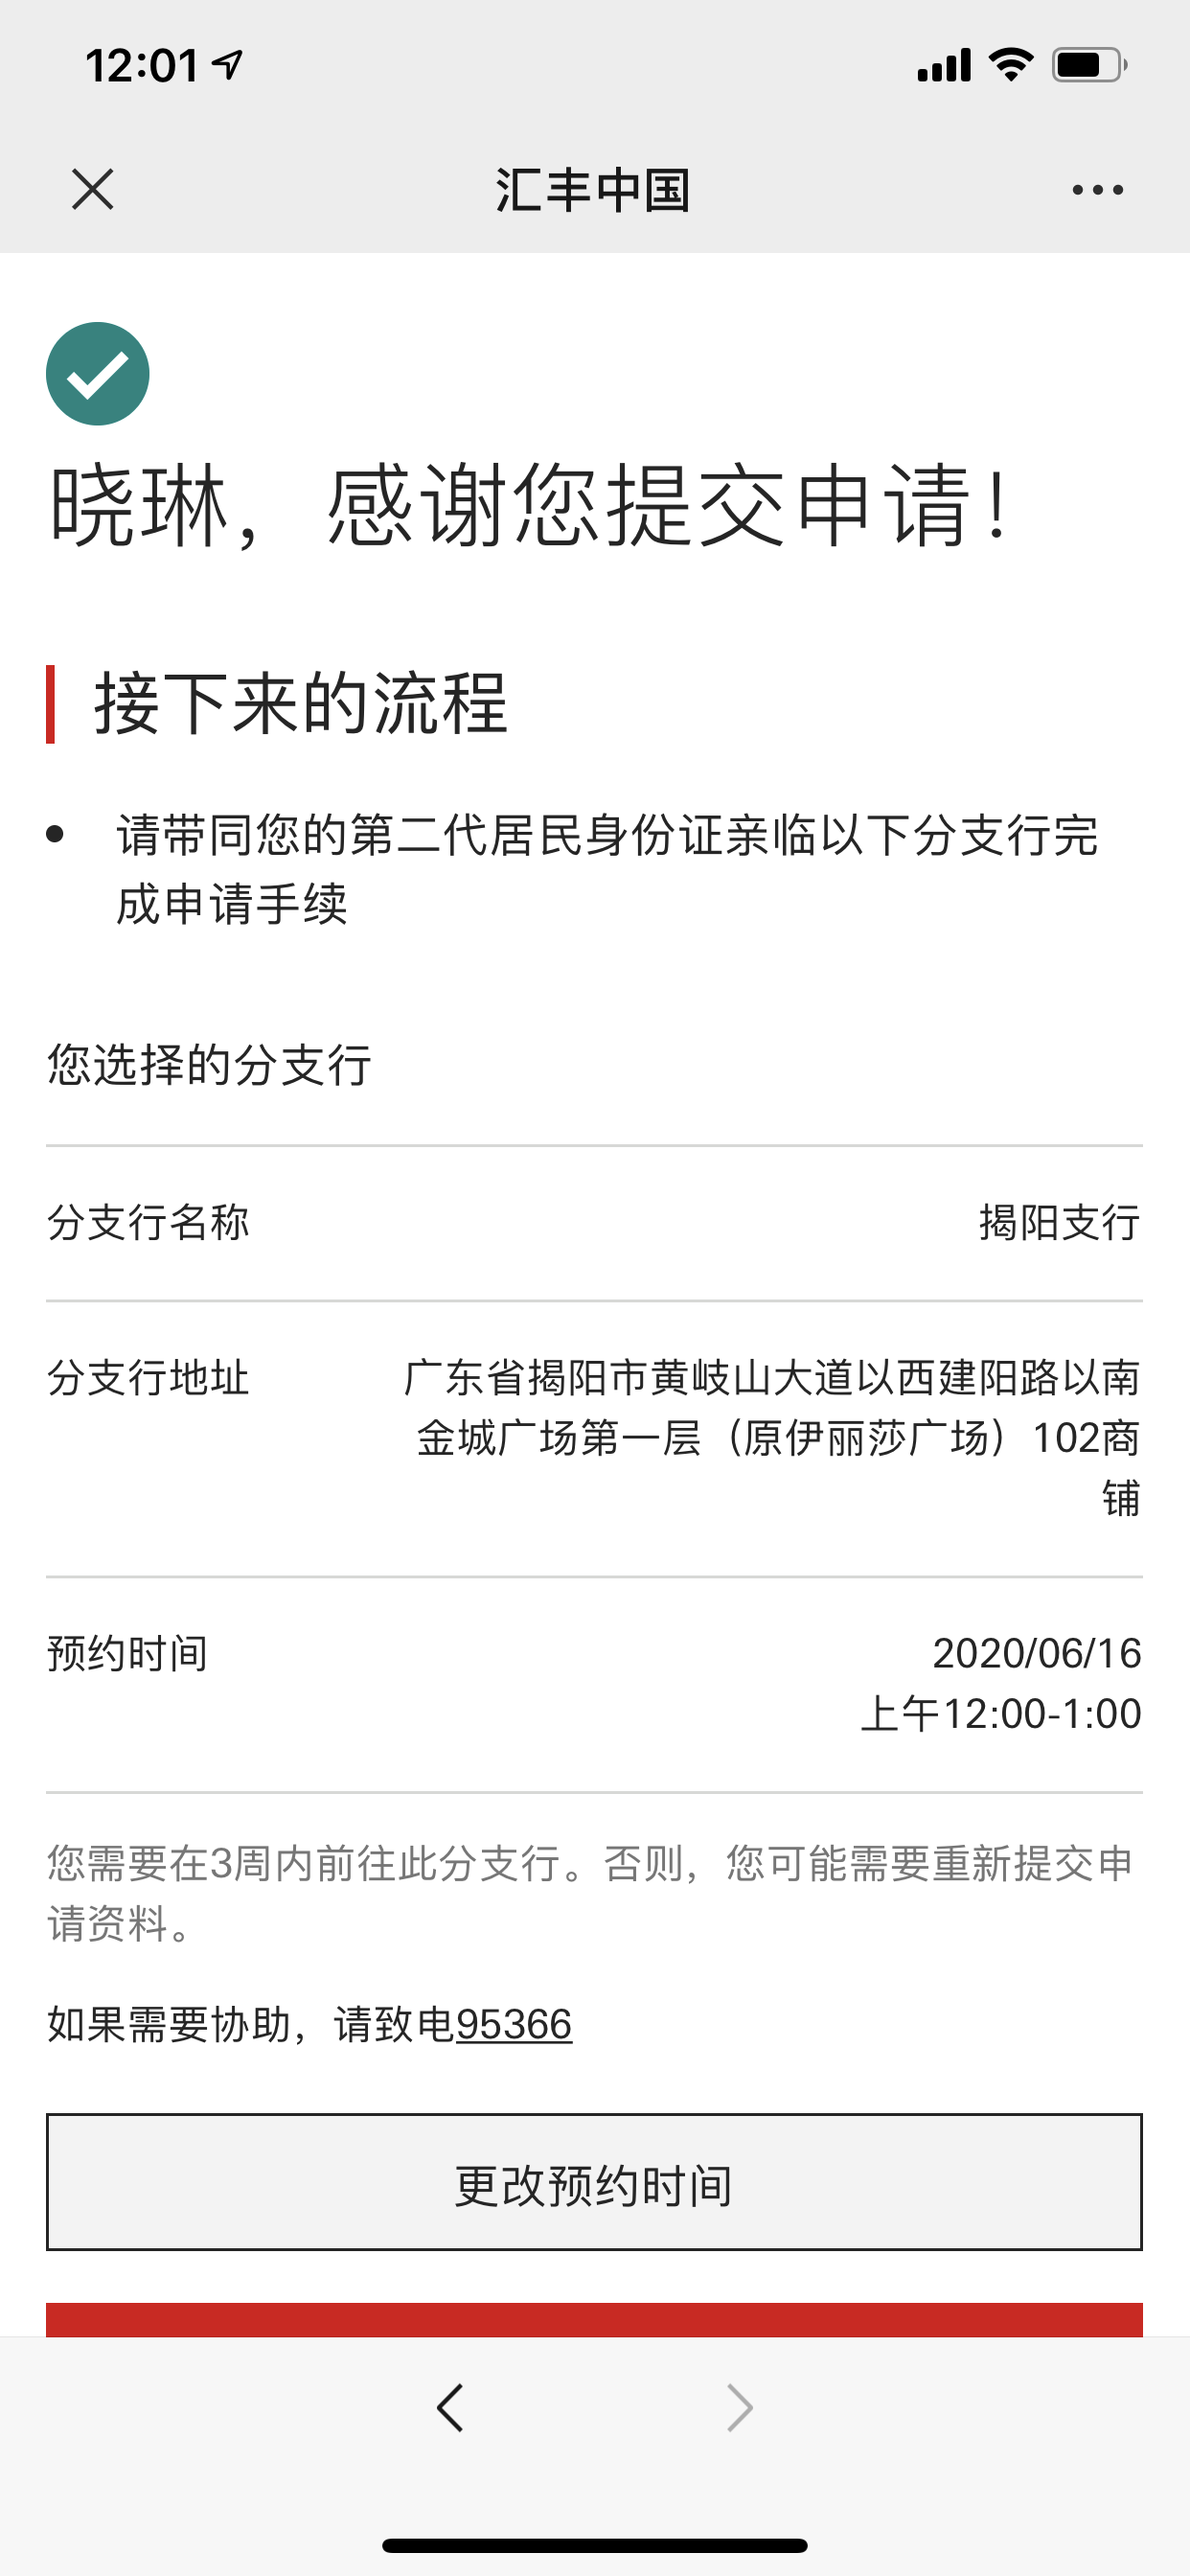 12:01
汇丰中国
晓琳，感谢您提交申请！
接下来的流程
• 请带同您的第二代居民身份证亲临以下分支行完
成申请手续
您选择的分支行
分支行名称 揭阳支行
分支行地址 广东省揭阳市黄岐山大道以西建阳路以南
金城广场第一层（原伊丽莎广场）102商
铺
预约时间 2020/06/16
上午12:00-1:00
您需要在3周内前往此分支行。否则，您可能需要重新提交申
请资料。
如果需要协助，请致电95366
更改预约时间